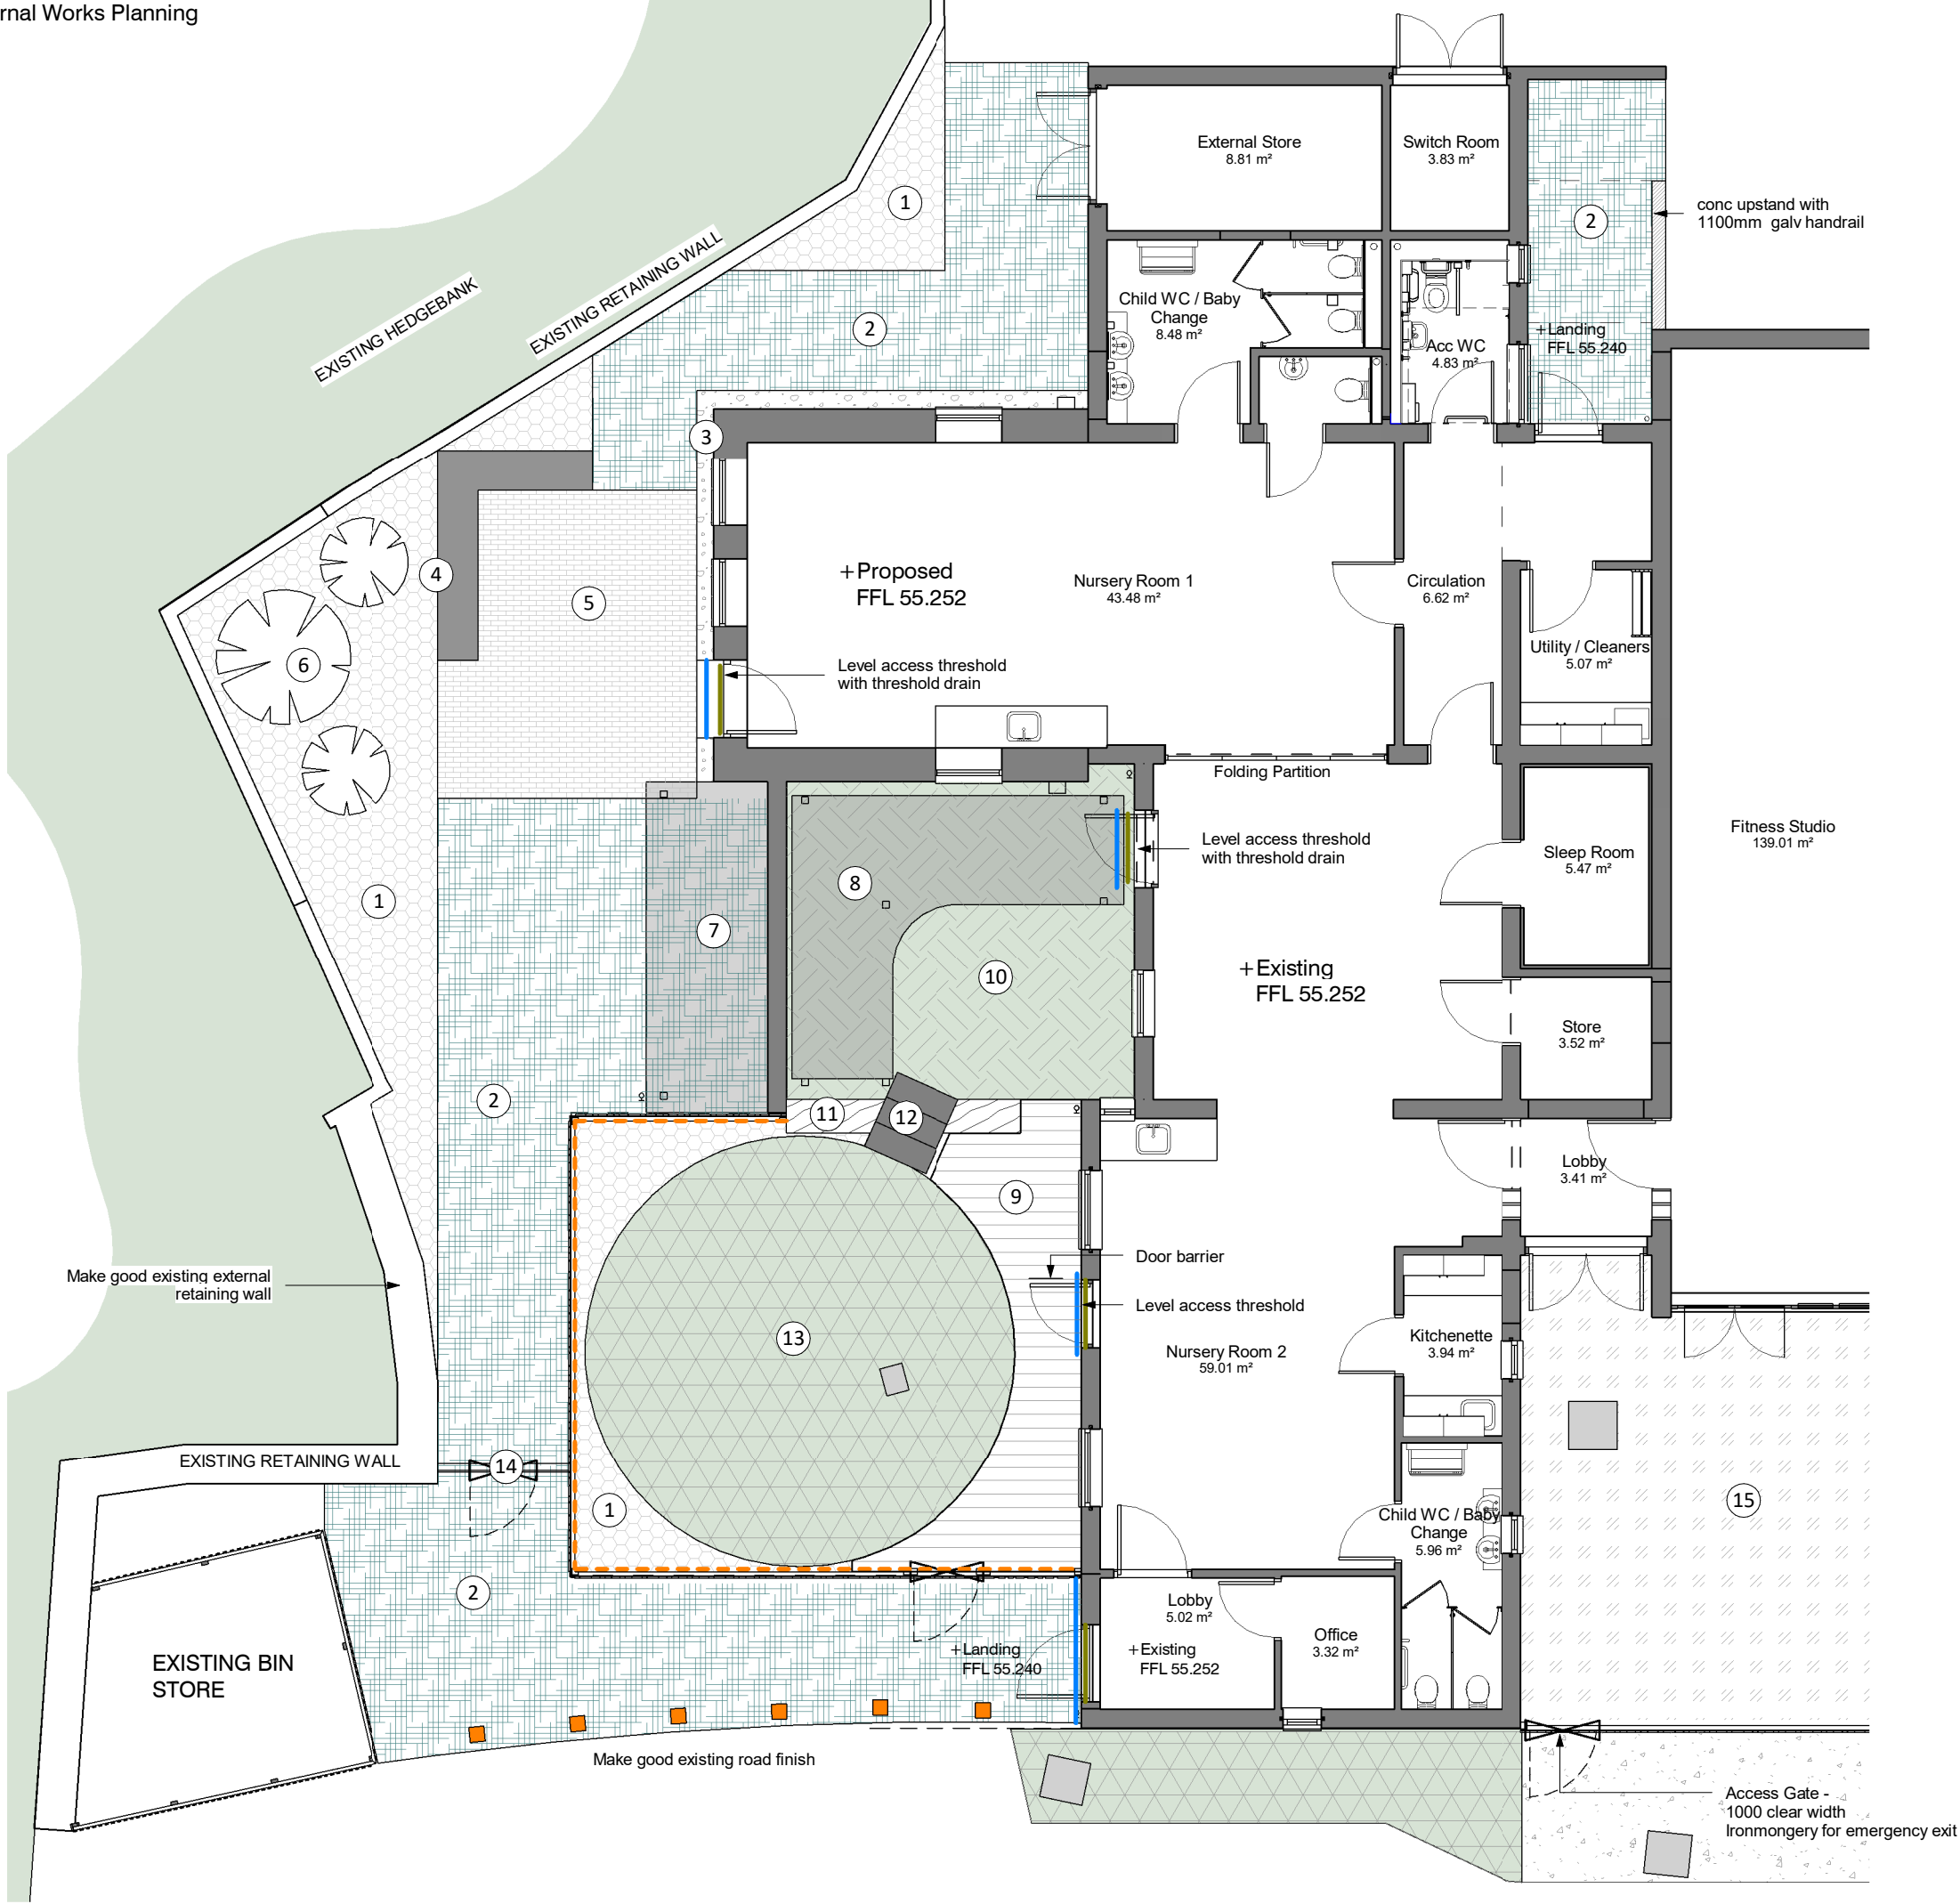 rnal Works Planning
External Store
8.81 m²
Switch Room
3.83 m²
1
2
conc upstand with
1100mm galv handrail
EXISTING HEDGEBANK
EXISTING RETAINING WALL
2
Child WC / Baby
Change
8.48 m²
Acc WC
4.83 m²
+Landing
FFL 55.240
3
4
5
6
+Proposed
FFL 55.252
Nursery Room 1
43.48 m²
Circulation
6.62 m²
Utility / Cleaners
5.07 m²
Level access threshold
with threshold drain
Folding Partition
Level access threshold
with threshold drain
Sleep Room
5.47 m²
Fitness Studio
139.01 m²
1
7
8
10
+Existing
FFL 55.252
Store
3.52 m²
2
11
12
9
Lobby
3.41 m²
Make good existing external
retaining wall
Door barrier
Level access threshold
13
Nursery Room 2
59.01 m²
Kitchenette
3.94 m²
EXISTING RETAINING WALL
14
1
Child WC / Baby
Change
5.96 m²
15
2
Lobby
5.02 m²
Office
3.32 m²
+Landing
FFL 55.240
+Existing
FFL 55.252
EXISTING BIN
STORE
Make good existing road finish
Access Gate -
1000 clear width
Ironmongery for emergency exit